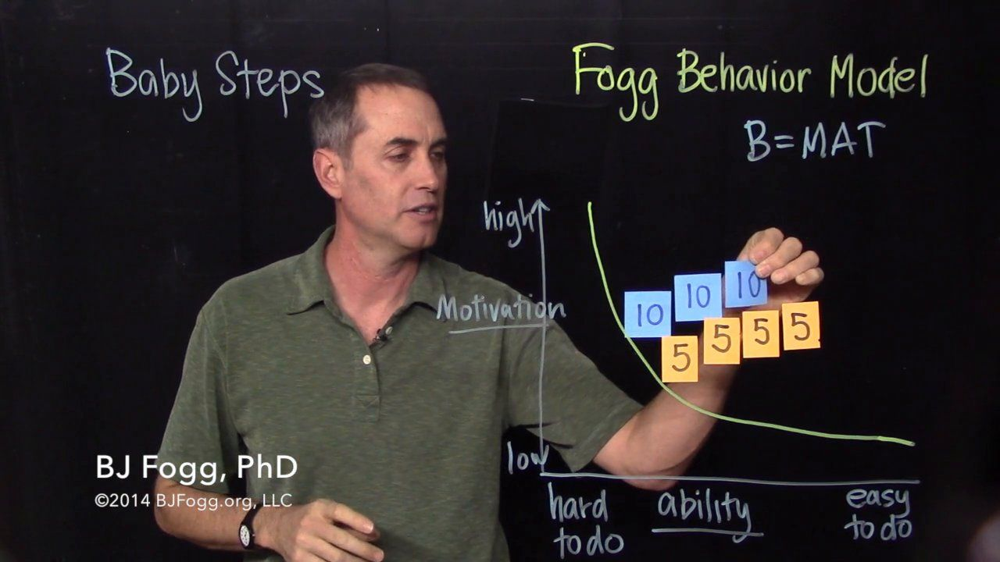 Baby Steps
Fogg Behavior Model
B=MAT
high
10 10 10
Motivation
5 5 5 5
low
hard
to do
ability
easy
to do
BJ Fogg, PhD
©2014 BJFogg.org, LLC